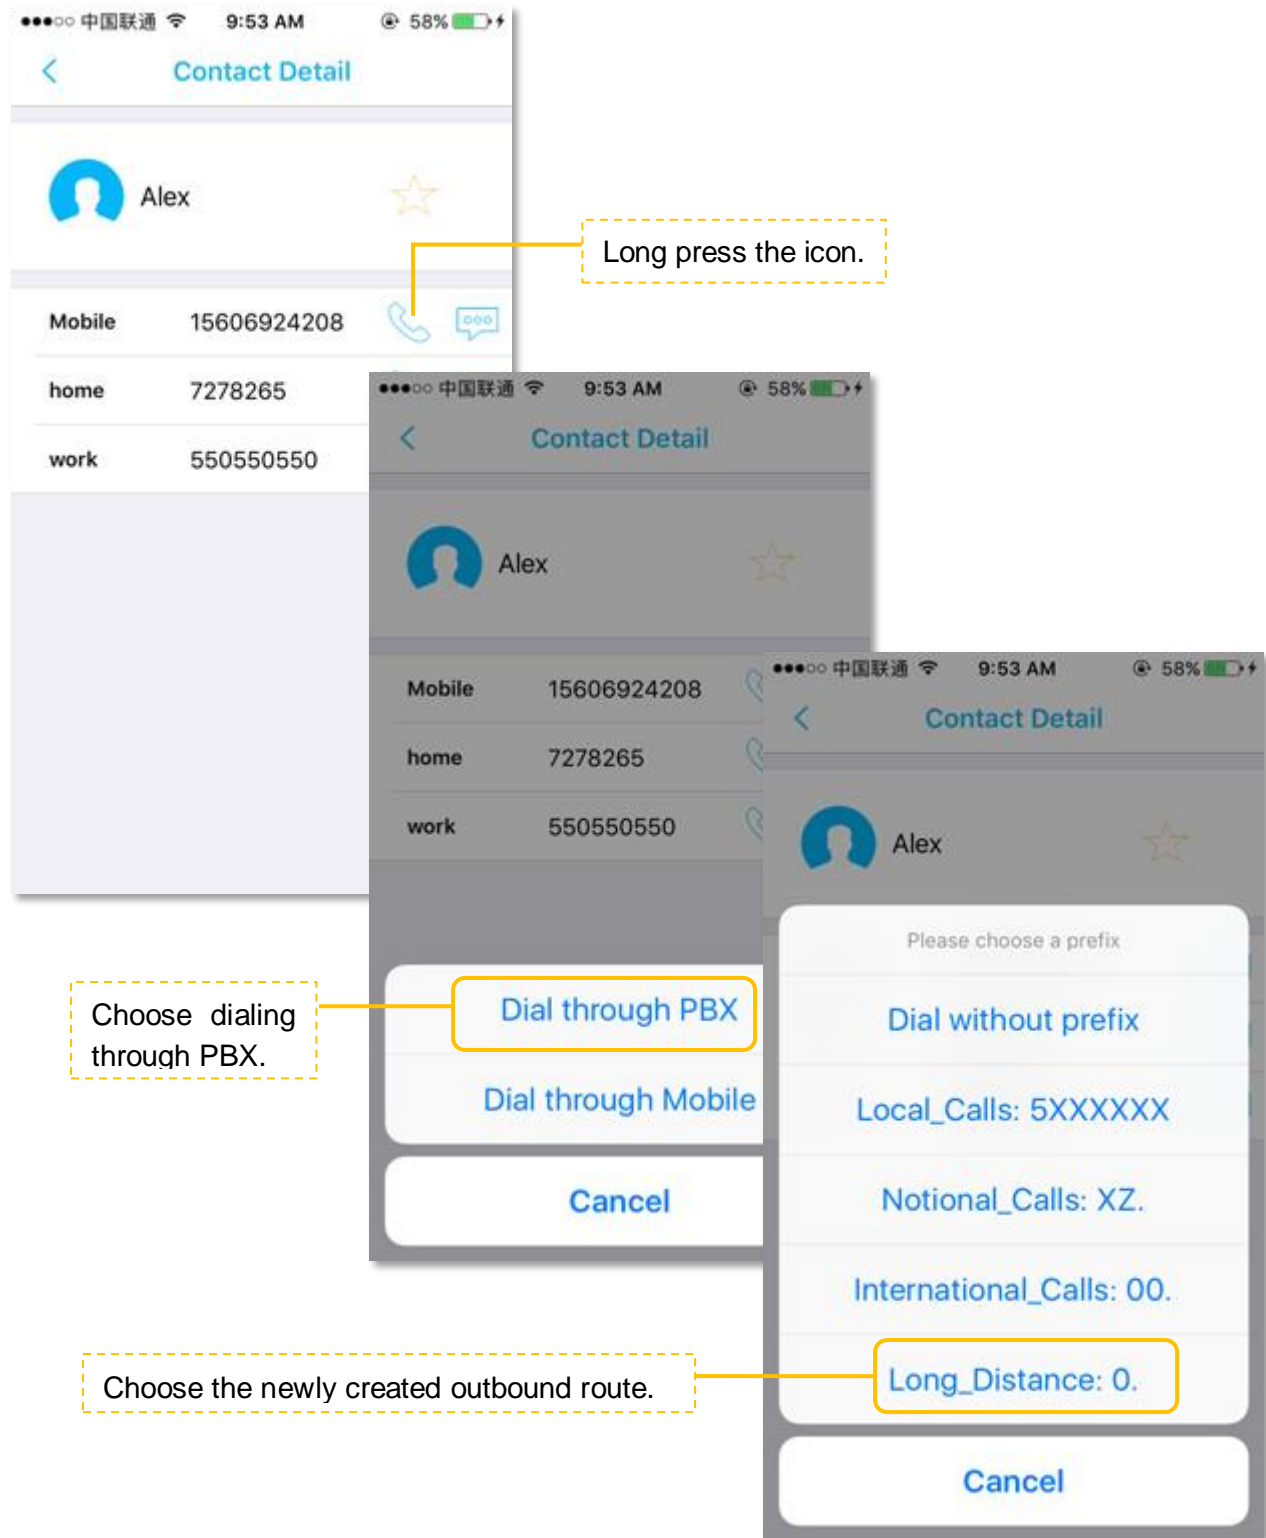 中国联通 9:53 AM 58%
Contact Detail
Alex
Long press the icon.
Mobile 15606924208
home 7278265
work 550550550
中国联通 9:53 AM 58%
Contact Detail
Alex
Mobile 15606924208
home 7278265
work 550550550
Choose dialing
through PBX.
Dial through PBX
Dial through Mobile
Cancel
中国联通 9:53 AM 58%
Contact Detail
Alex
Please choose a prefix
Dial without prefix
Local_Calls: 5XXXXXX
Notional_Calls: XZ.
International_Calls: 00.
Long_Distance: 0.
Choose the newly created outbound route.
Cancel